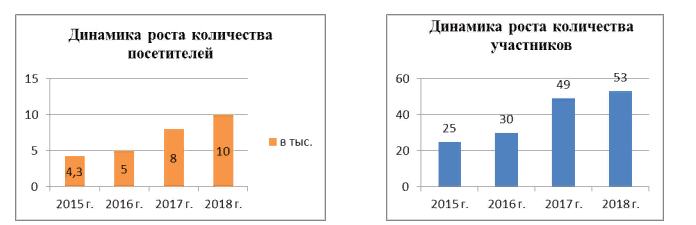 Динамика роста количества
посетителей
15
10
5
0
4,3
5
8
10
2015 г.
2016 г.
2017 г.
2018 г.
в тыс.
Динамика роста количества
участников
60
40
20
0
25
30
49
53
2015 г.
2016 г.
2017 г.
2018 г.